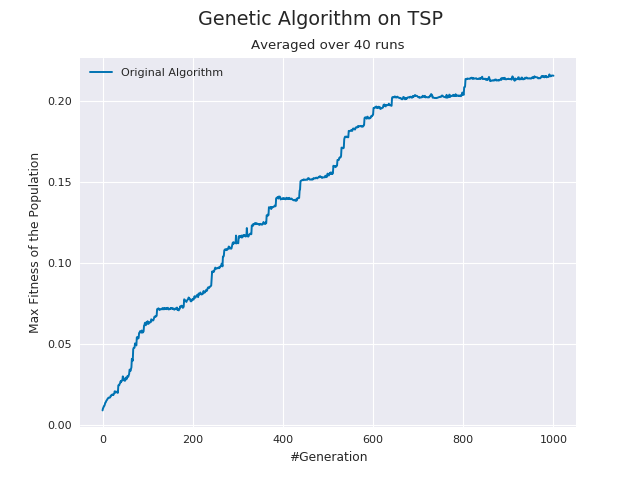 Genetic Algorithm on TSP
Averaged over 40 runs
Original Algorithm
Max Fitness of the Population
0.20
0.15
0.10
0.05
0.00
0 200 400 600 800 1000
#Generation